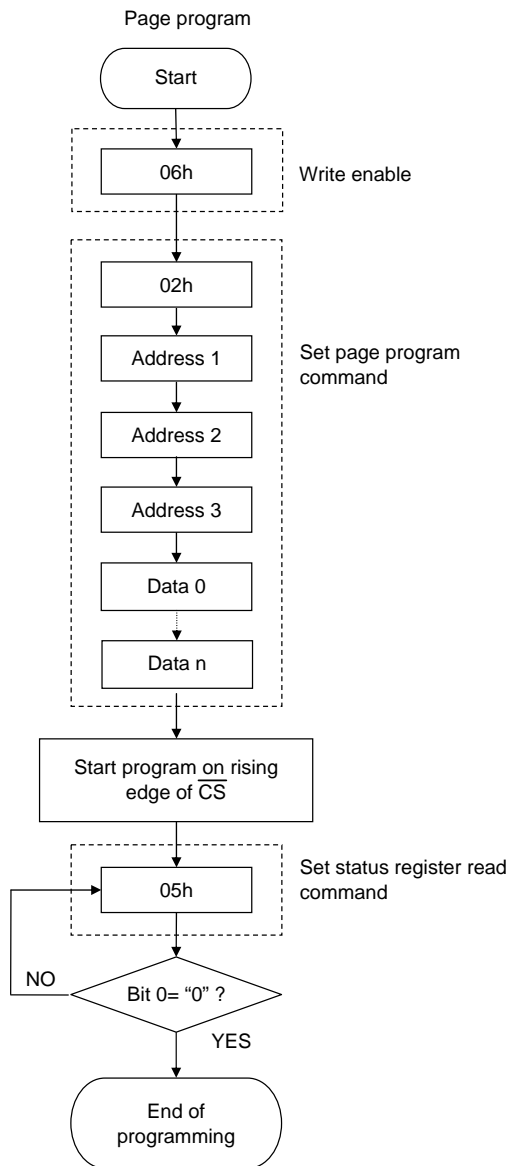 Page program
Start
06h
Write enable
02h
Address 1
Set page program
command
Address 2
Address 3
Data 0
Data n
Start program on rising
edge of C̅S̅
Set status register read
command
05h
NO
Bit 0= “0” ?
YES
End of
programming